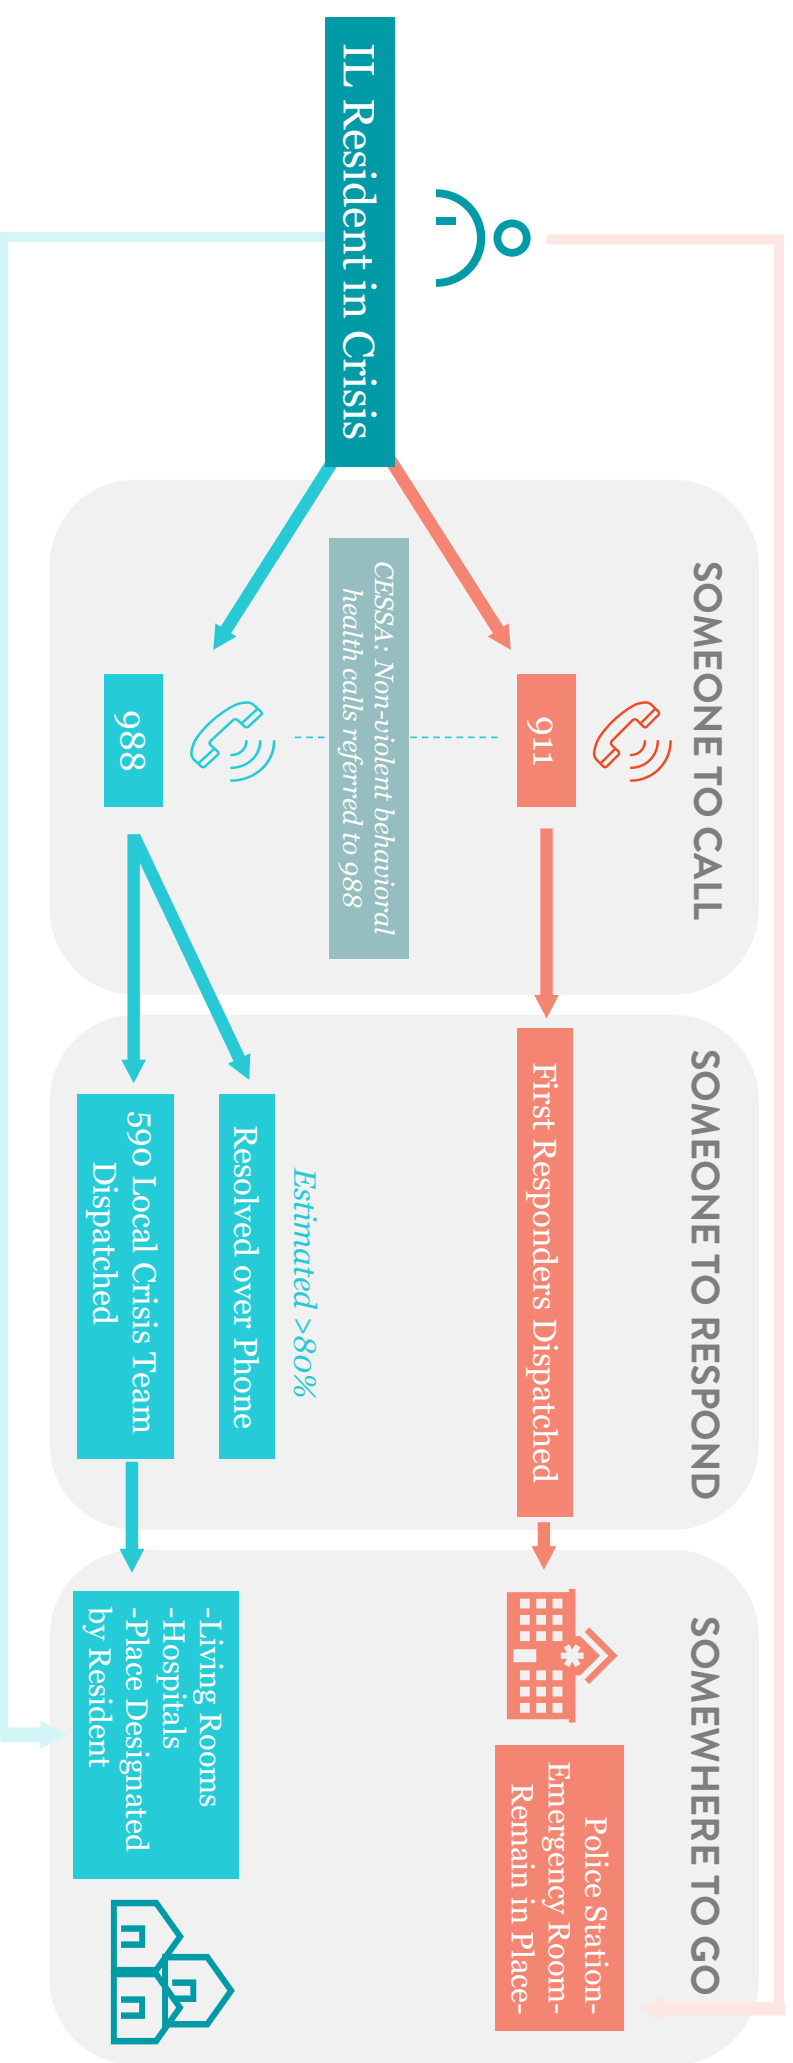 IL Resident in Crisis
SOMEONE TO CALL
911
CESSA: Non-violent behavioral
health calls referred to 988
988
SOMEONE TO RESPOND
First Responders Dispatched
Estimated >80%
Resolved over Phone
590 Local Crisis Team
Dispatched
SOMEWHERE TO GO
Police Station-
Emergency Room-
Remain in Place-
-Living Rooms
-Hospitals
-Place Designated
by Resident